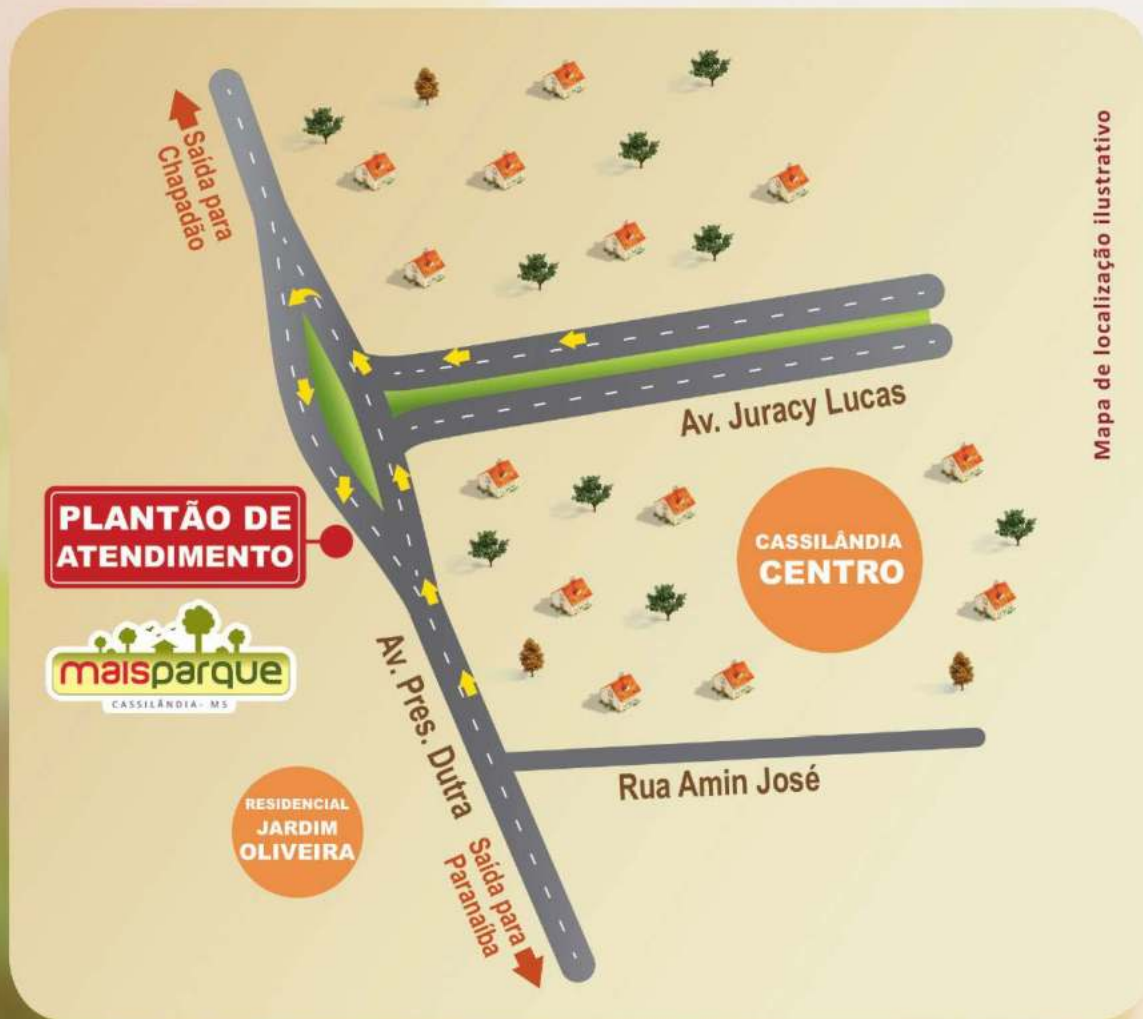 Saída para
Chapadão
Mapa de localização ilustrativo
Av. Juracy Lucas
PLANTÃO DE
ATENDIMENTO
CASSILÂNDIA
CENTRO
maisparque
CASSILÂNDIA - MS
Av. Pres. Dutra
Rua Amin José
RESIDENCIAL
JARDIM
OLIVEIRA
Saída para
Paranaíba